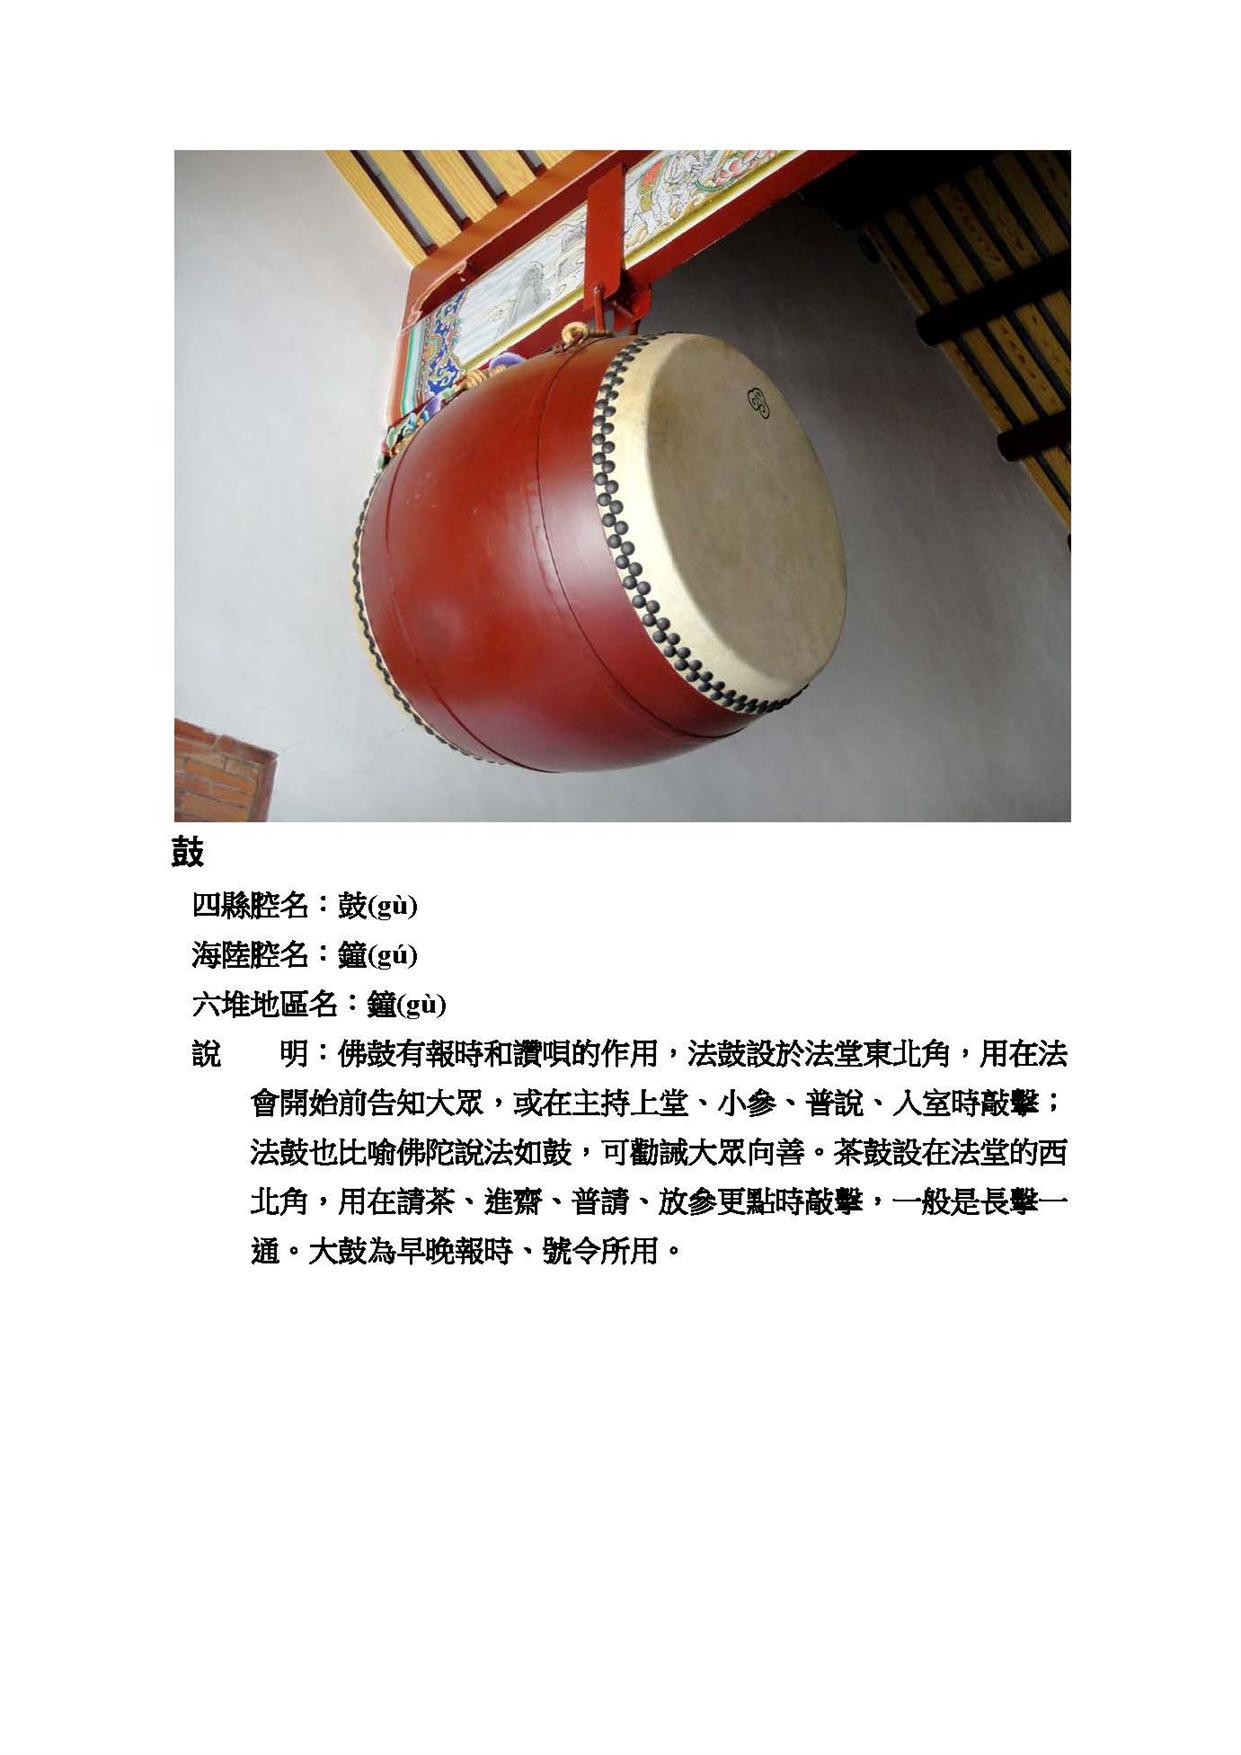 鼓
四縣腔名：鼓(gù)
海陸腔名：鐘(gú)
六堆地區名：鐘(gù)
說　　明：佛鼓有報時和讚唄的作用，法鼓設於法堂東北角，用在法
會開始前告知大眾，或在主持上堂、小參、普說、入室時敲擊；
法鼓也比喻佛陀說法如鼓，可勸誡大眾向善。茶鼓設在法堂的西
北角，用在請茶、進齋、普請、放參更點時敲擊，一般是長擊一
通。大鼓為早晚報時、號令所用。